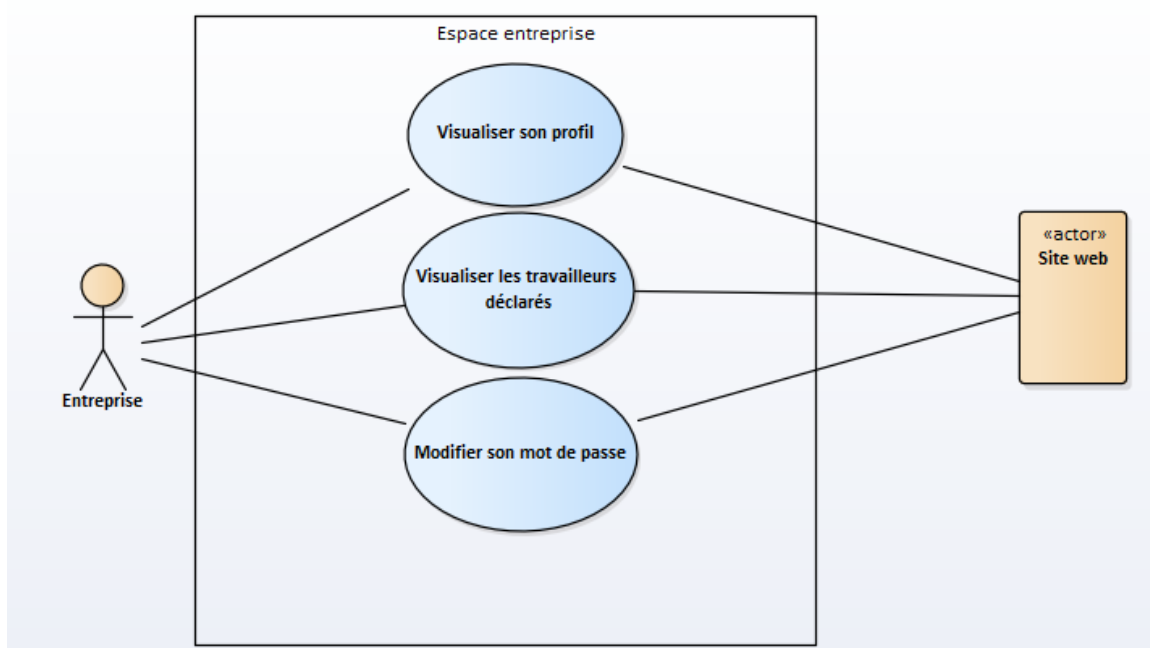 Espace entreprise
Visualiser son profil
Visualiser les travailleurs
déclarés
Modifier son mot de passe
Entreprise
«actor»
Site web